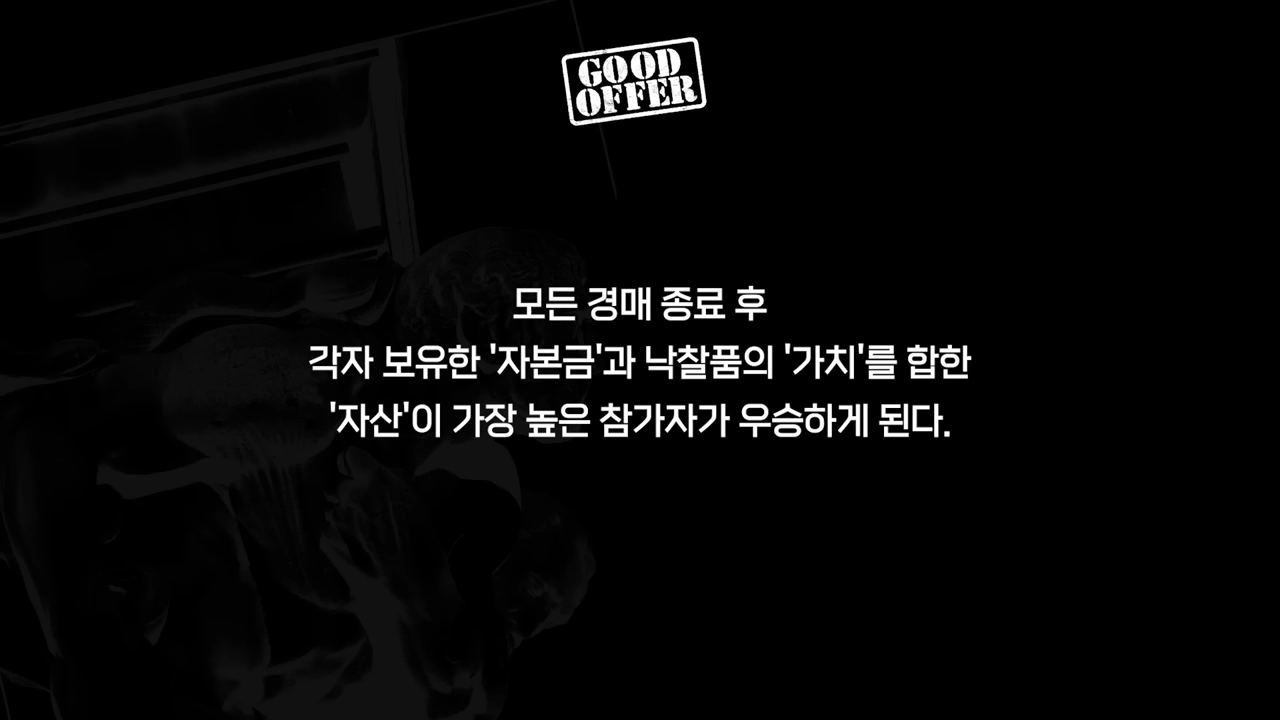 GOOD
OFFER
모든 경매 종료 후
각자 보유한 '자본금'과 낙찰품의 '가치'를 합한
'자산'이 가장 높은 참가자가 우승하게 된다.